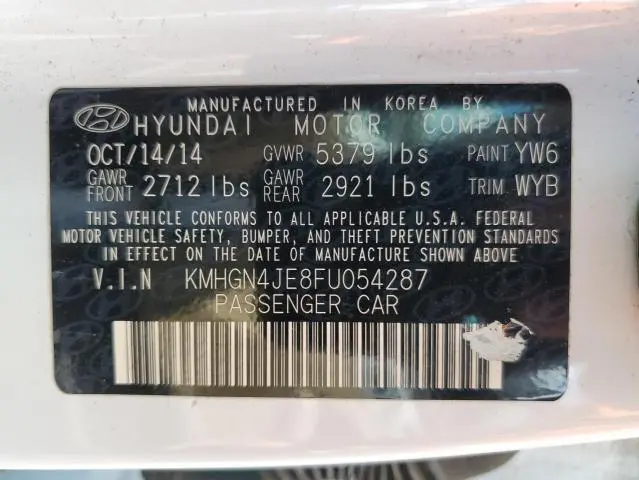 MANUFACTURED IN KOREA BY
HYUNDAI MOTOR COMPANY
OCT/14/14 GVWR 5379 lbs PAINT YW6
GAWR FRONT 2712 lbs GAWR REAR 2921 lbs TRIM WYB
THIS VEHICLE CONFORMS TO ALL APPLICABLE U.S.A. FEDERAL
MOTOR VEHICLE SAFETY, BUMPER, AND THEFT PREVENTION STANDARDS
IN EFFECT ON THE DATE OF MANUFACTURE SHOWN ABOVE
V.I.N KMHGN4JE8FU054287
PASSENGER CAR